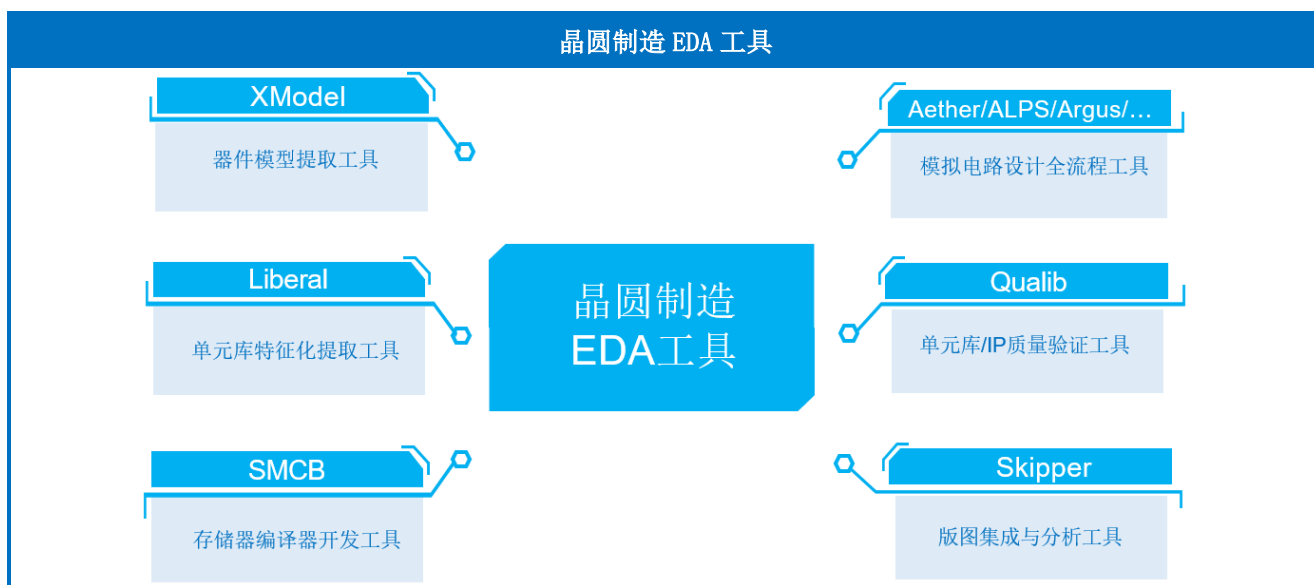 晶圆制造 EDA 工具
XModel
器件模型提取工具
Liberal
单元库特征化提取工具
SMCB
存储器编译器开发工具
晶圆制造
EDA工具
Aether/ALPS/Argus/...
模拟电路设计全流程工具
Qualib
单元库/IP质量验证工具
Skipper
版图集成与分析工具